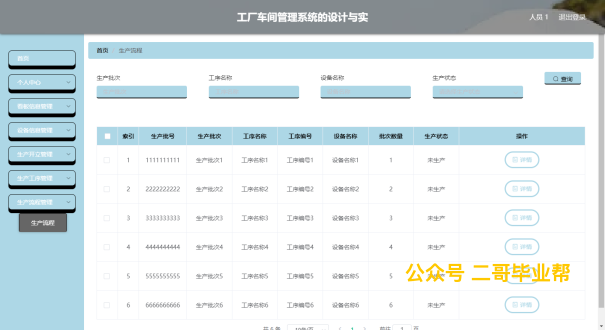 工厂车间管理系统的设计与实
人员 1 退出登录
首页
个人中心
看板信息管理
设备信息管理
生产开立管理
生产工序管理
生产流程管理
生产流程
首页 生产流程
生产批次 工序名称 设备名称 生产状态
查询
索引 生产批号 生产批次 工序名称 工序编号 设备名称 批次数量 生产状态 操作
1 1111111111 生产批次1 工序名称1 工序编号1 设备名称1 1 未生产 详情
2 2222222222 生产批次2 工序名称2 工序编号2 设备名称2 2 未生产 详情
3 3333333333 生产批次3 工序名称3 工序编号3 设备名称3 3 未生产 详情
4 4444444444 生产批次4 工序名称4 工序编号4 设备名称4 4 未生产 详情
5 5555555555 生产批次5 工序名称5 工序编号5 设备名称5 5 未生产
公众号 二哥毕业帮
6 6666666666 生产批次6 工序名称6 工序编号6 设备名称6 6 未生产 详情
共 6 条 10条/页 1 前往 1 页